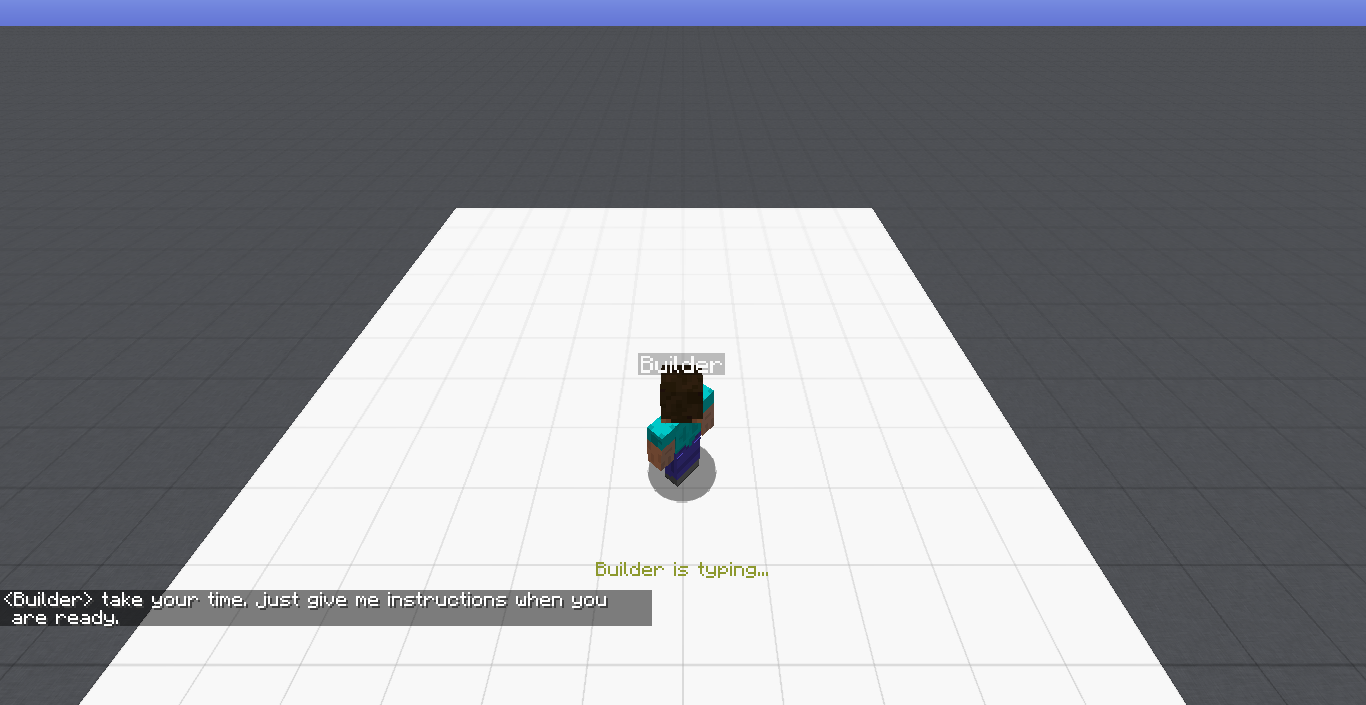 Builder
Builder is typing...
<Builder> take your time. just give me instructions when you
are ready.